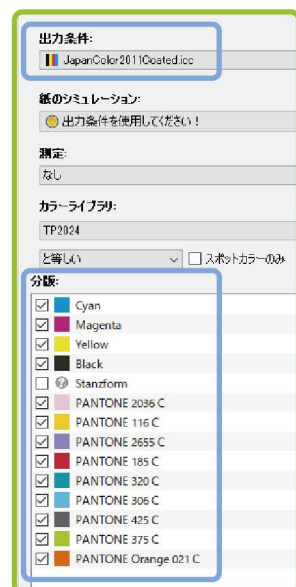 出力条件:
JapanColor2011Coated.icc
紙のシミュレーション:
出力条件を使用してください！
測定:
なし
カラーライブラリ:
TP2024
と等しい
スポットカラーのみ
分版:
Cyan
Magenta
Yellow
Black
Stanzform
PANTONE 2036 C
PANTONE 116 C
PANTONE 2655 C
PANTONE 185 C
PANTONE 320 C
PANTONE 306 C
PANTONE 425 C
PANTONE 375 C
PANTONE Orange 021 C